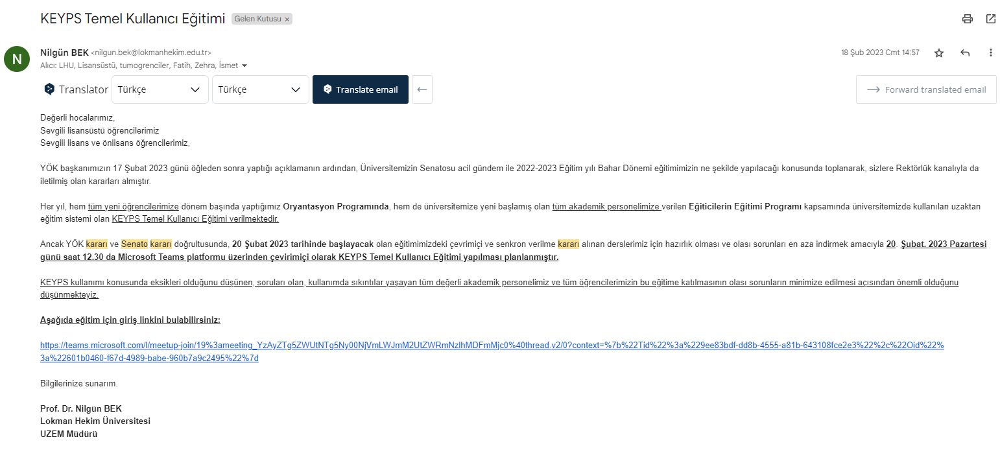 KEYPS Temel Kullanıcı Eğitimi Gelen Kutusu ×
N
Nilgün BEK <nilgun.bek@lokmanhekim.edu.tr> 18 Şub 2023 Cmt 14:57
Alıcı: LHU, Lisansüstü, tumogrenciler, Fatih, Zehra, İsmet
Translator Türkçe Türkçe Translate email Forward translated email
Değerli hocalarımız,
Sevgili lisansüstü öğrencilerimiz
Sevgili lisans ve önlisans öğrencilerimiz,
YÖK başkanımızın 17 Şubat 2023 günü öğleden sonra yaptığı açıklamanın ardından, Üniversitemizin Senatosu acil gündem ile 2022-2023 Eğitim yılı Bahar Dönemi eğitimimizin ne şekilde yapılacağı konusunda toplanarak, sizlere Rektörlük kanalıyla da
iletilmiş olan kararları almıştır.
Her yıl, hem tüm yeni öğrencilerimize dönem başında yaptığımız Oryantasyon Programında, hem de üniversitemize yeni başlamış olan tüm akademik personelimize verilen Eğiticilerin Eğitimi Programı kapsamında üniversitemizde kullanılan uzaktan
eğitim sistemi olan KEYPS Temel Kullanıcı Eğitimi verilmektedir.
Ancak YÖK kararı ve Senato kararı doğrultusunda, 20 Şubat 2023 tarihinde başlayacak olan eğitimimizdeki çevrimiçi ve senkron verilme kararı alınan derslerimiz için hazırlık olması ve olası sorunları en aza indirmek amacıyla 20. Şubat. 2023 Pazartesi
günü saat 12.30 da Microsoft Teams platformu üzerinden çevirimiçi olarak KEYPS Temel Kullanıcı Eğitimi yapılması planlanmıştır.
KEYPS kullanımı konusunda eksikleri olduğunu düşünen, soruları olan, kullanımda sıkıntılar yaşayan tüm değerli akademik personelimiz ve tüm öğrencilerimizin bu eğitime katılmasının olası sorunların minimize edilmesi açısından önemli olduğunu
düşünmekteyiz.
Aşağıda eğitim için giriş linkini bulabilirsiniz:
https://teams.microsoft.com/l/meetup-join/19%3ameeting_YzAyZTg5ZWUtNTg5Ny00NjVmLWJmM2UtZWRmNzlhMDFmMjc0%40thread.v2/0?context=%7b%22Tid%22%3a%229ee83bdf-dd8b-4555-a81b-643108fce2e3%22%2c%22Oid%22%
3a%22601b0460-f67d-4989-babe-960b7a9c2495%22%7d
Bilgilerinize sunarım.
Prof. Dr. Nilgün BEK
Lokman Hekim Üniversitesi
UZEM Müdürü